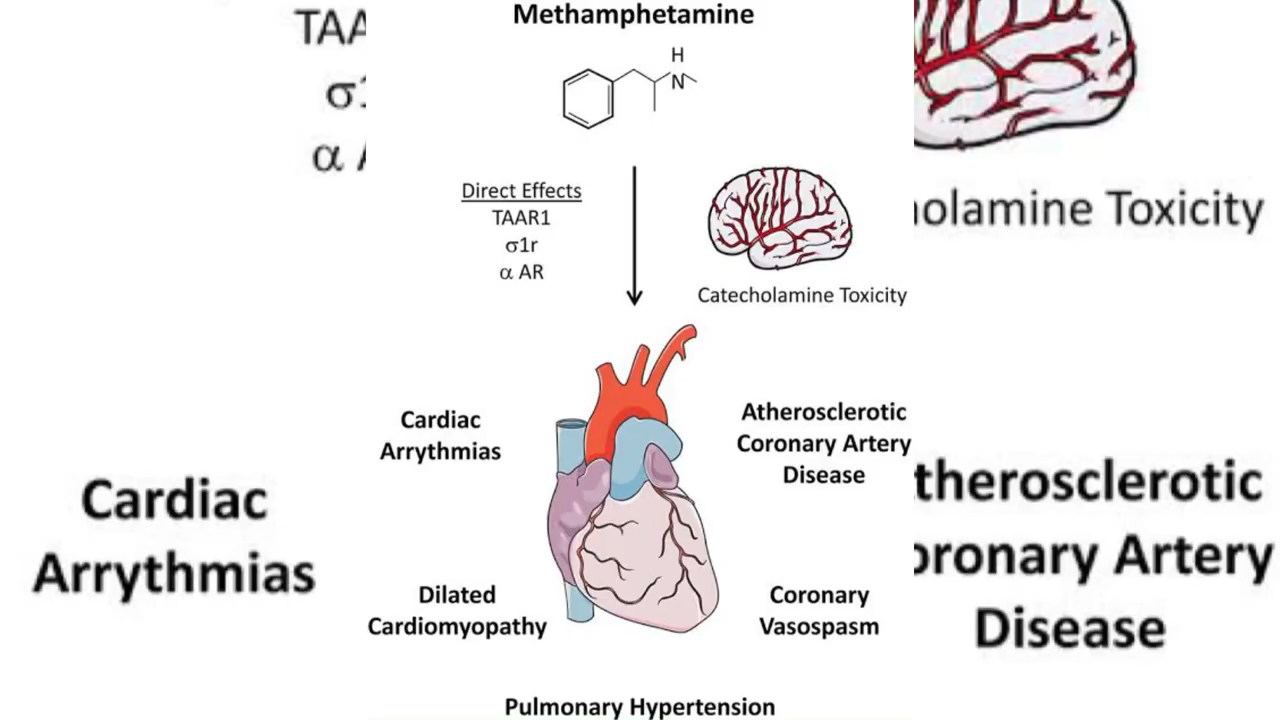 Methamphetamine
H
N
Direct Effects
TAAR1
σ1r
α AR
Catecholamine Toxicity
Cardiac
Arrythmias
Atherosclerotic
Coronary Artery
Disease
Dilated
Cardiomyopathy
Coronary
Vasospasm
Pulmonary Hypertension
TAA
σ1
α A
olamine Toxicity
Cardiac
Arrythmias
therosclerotic
oronary Artery
Disease